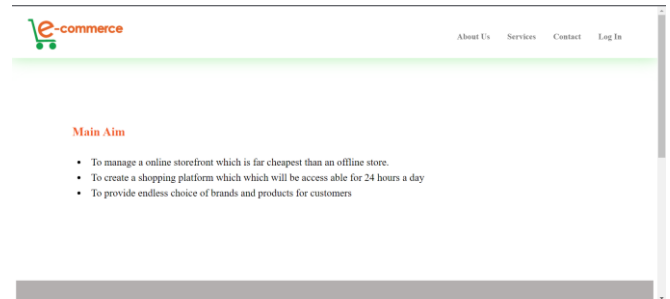 e-commerce
About Us Services Contact Log In
Main Aim
• To manage a online storefront which is far cheapest than an offline store.
• To create a shopping platform which which will be access able for 24 hours a day
• To provide endless choice of brands and products for customers